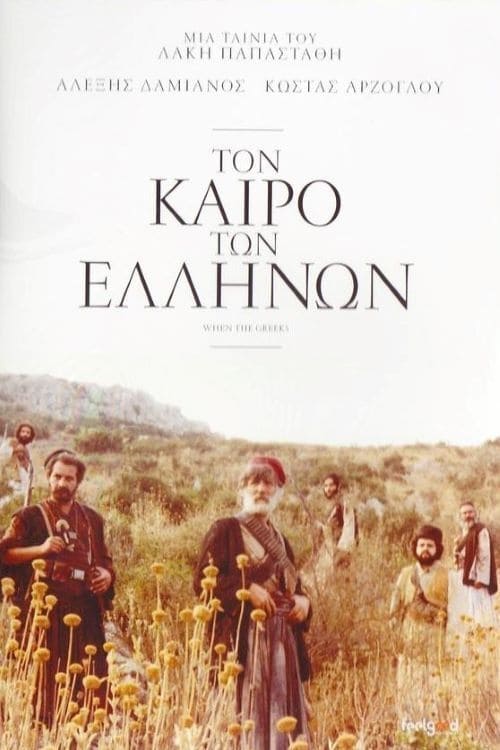 ΜΙΑ ΤΑΙΝΙΑ ΤΟΥ
ΛΑΚΗ ΠΑΠΑΣΤΑΘΗ
ΑΛΕΞΗΣ ΔΑΜΙΑΝΟΣ ΚΩΣΤΑΣ ΑΡΖΟΓΛΟΥ
ΤΟΝ
ΚΑΙΡΟ
ΤΩΝ
ΕΛΛΗΝΩΝ
WHEN THE GREEKS
feelgood